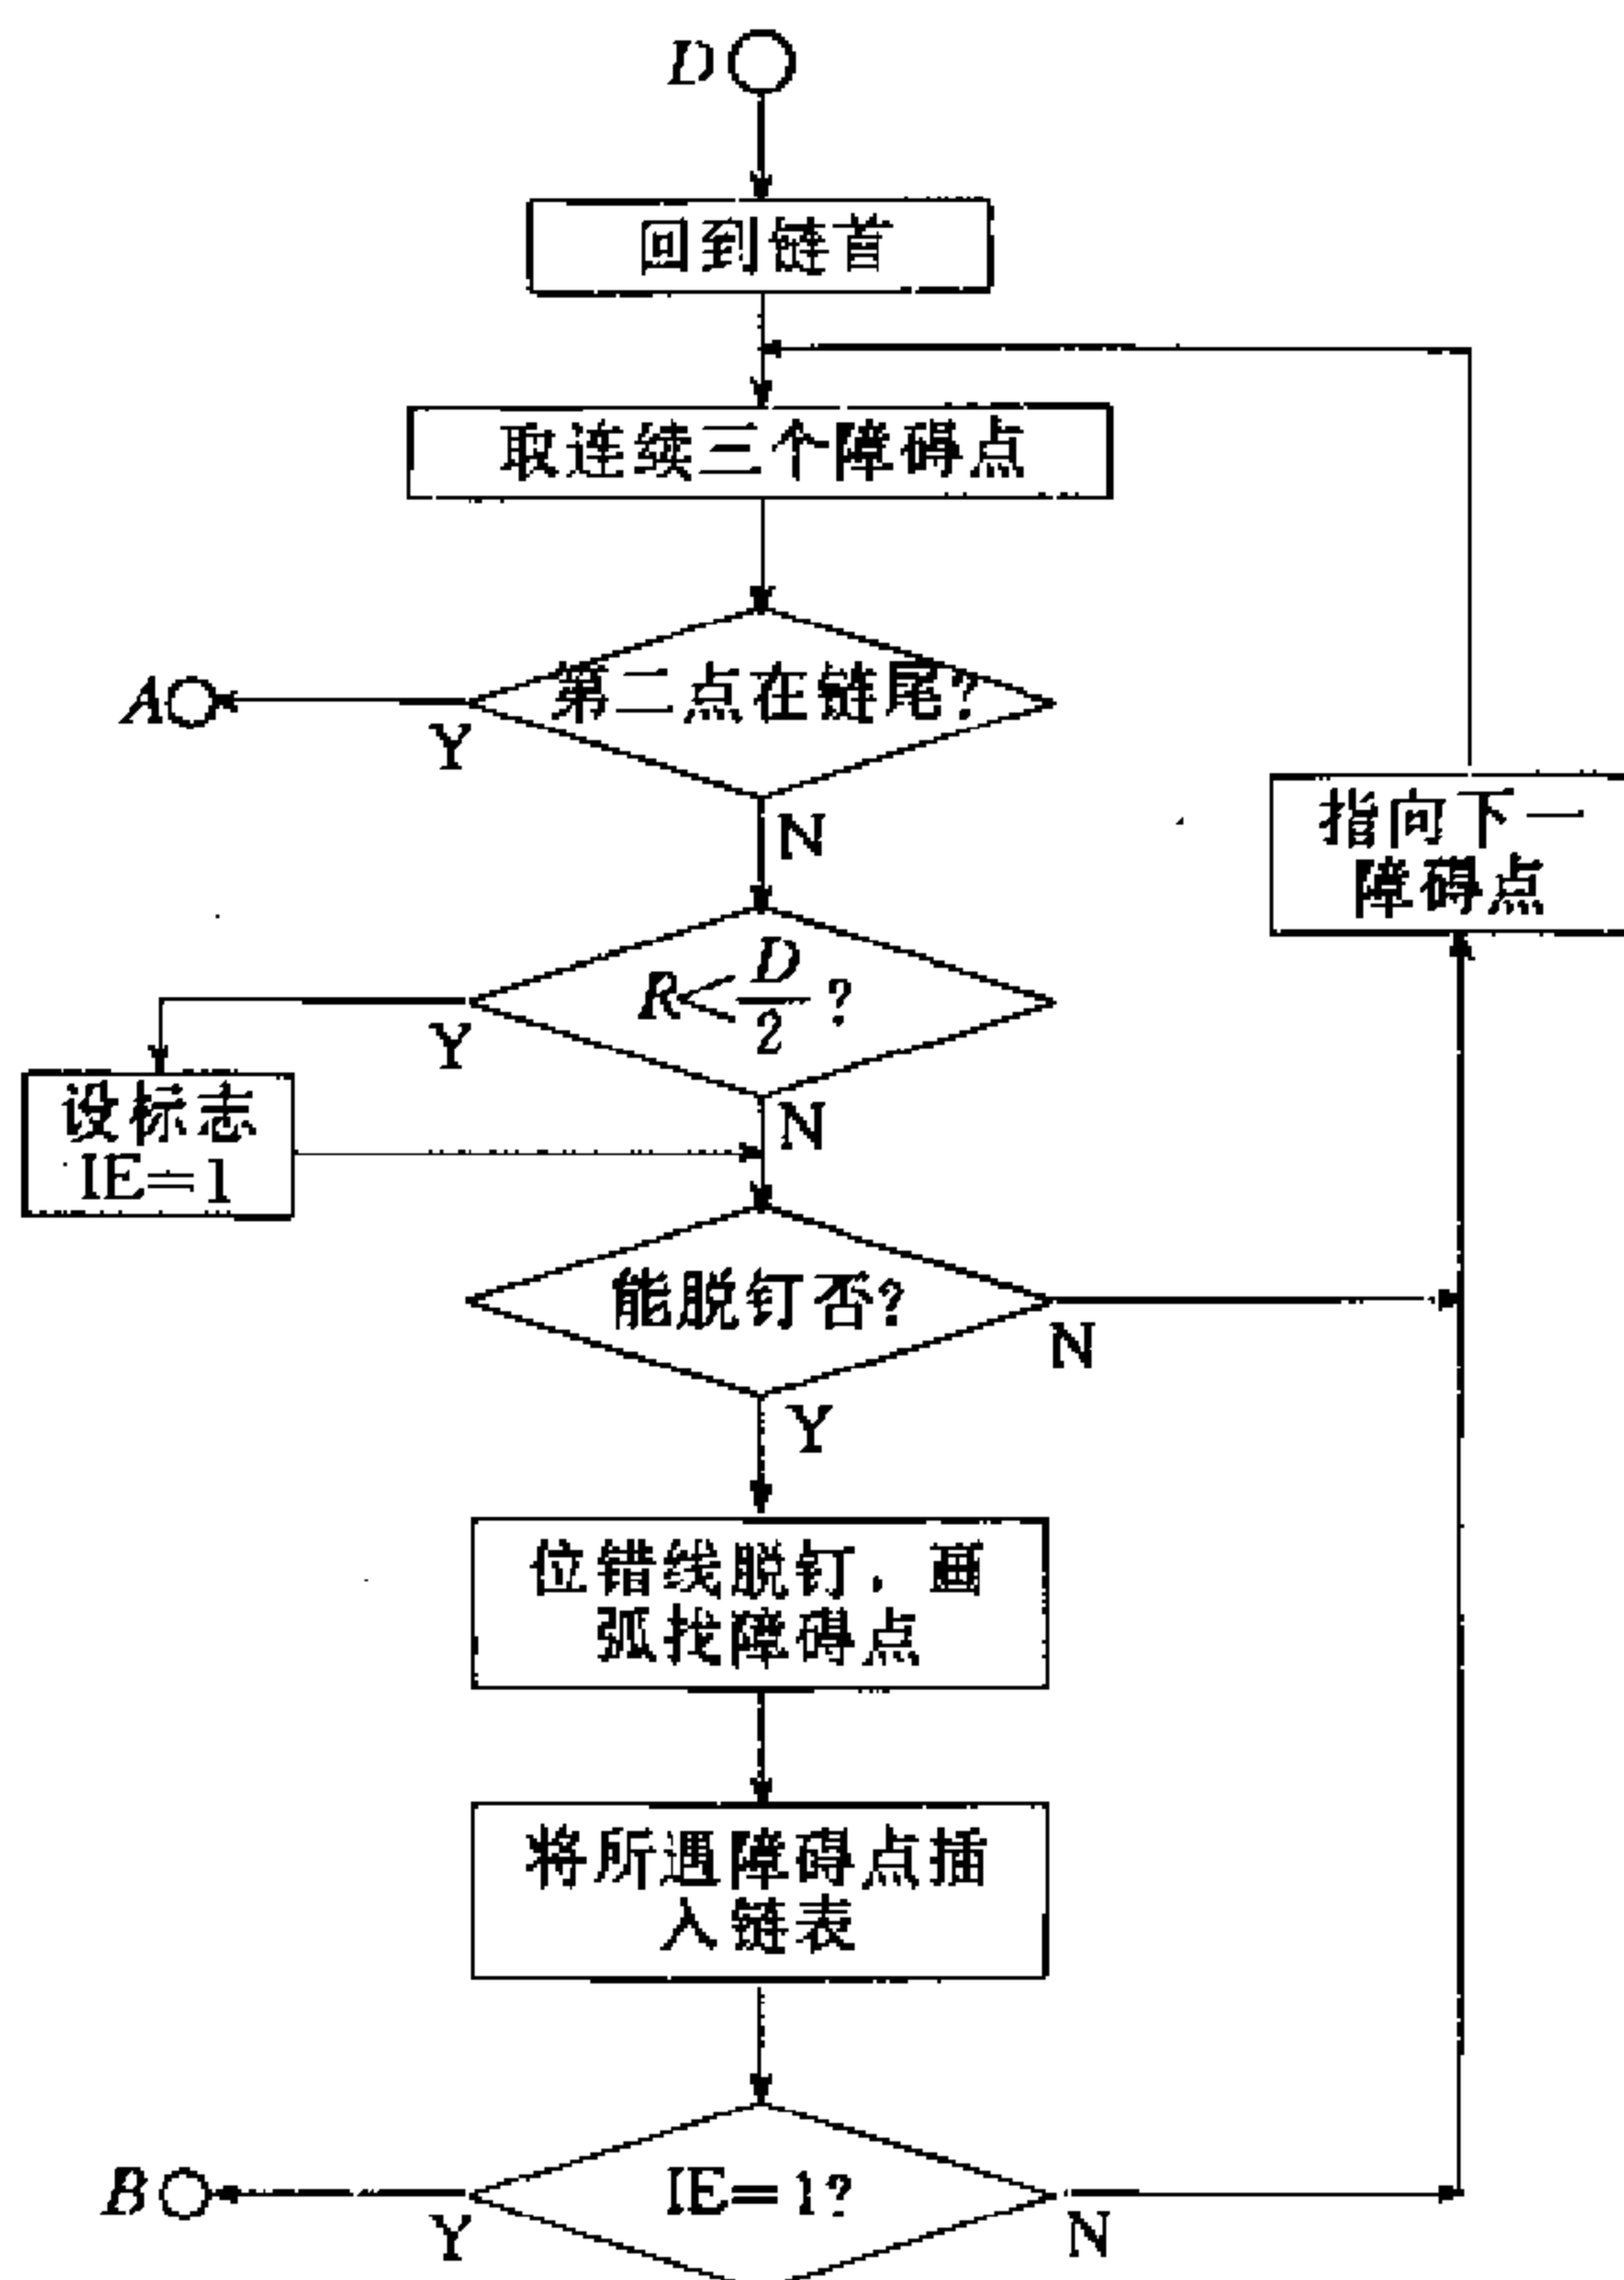 D
回到链首
取连续三个障碍点
第二点在链尾?
A
Y
N
指向下一
障碍点
R<D/2?
Y
N
设标志
IE=1
能脱钉否?
N
Y
位错线脱钉，画
弧找障碍点
将所遇障碍点插
入链表
IE=1?
B
Y
N